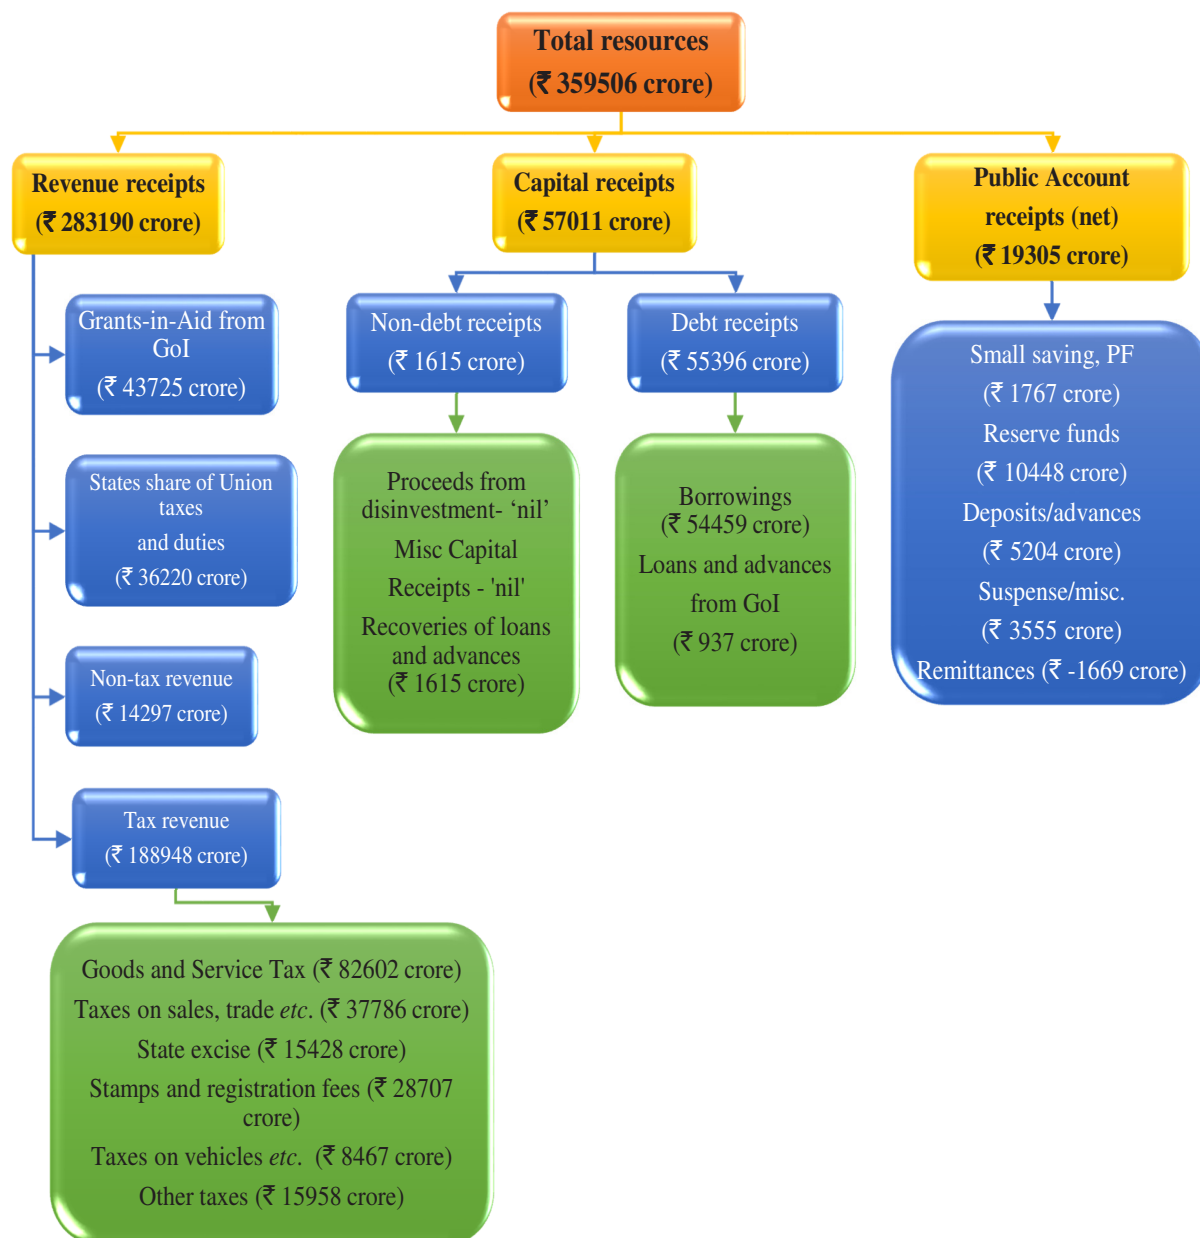 Total resources
(₹ 359506 crore)
Revenue receipts
(₹ 283190 crore)
Capital receipts
(₹ 57011 crore)
Public Account
receipts (net)
(₹ 19305 crore)
Grants-in-Aid from
GoI
(₹ 43725 crore)
States share of Union
taxes
and duties
(₹ 36220 crore)
Non-tax revenue
(₹ 14297 crore)
Tax revenue
(₹ 188948 crore)
Goods and Service Tax (₹ 82602 crore)
Taxes on sales, trade etc. (₹ 37786 crore)
State excise (₹ 15428 crore)
Stamps and registration fees (₹ 28707
crore)
Taxes on vehicles etc. (₹ 8467 crore)
Other taxes (₹ 15958 crore)
Non-debt receipts
(₹ 1615 crore)
Proceeds from
disinvestment- ‘nil’
Misc Capital
Receipts - 'nil'
Recoveries of loans
and advances
(₹ 1615 crore)
Debt receipts
(₹ 55396 crore)
Borrowings
(₹ 54459 crore)
Loans and advances
from GoI
(₹ 937 crore)
Small saving, PF
(₹ 1767 crore)
Reserve funds
(₹ 10448 crore)
Deposits/advances
(₹ 5204 crore)
Suspense/misc.
(₹ 3555 crore)
Remittances (₹ -1669 crore)